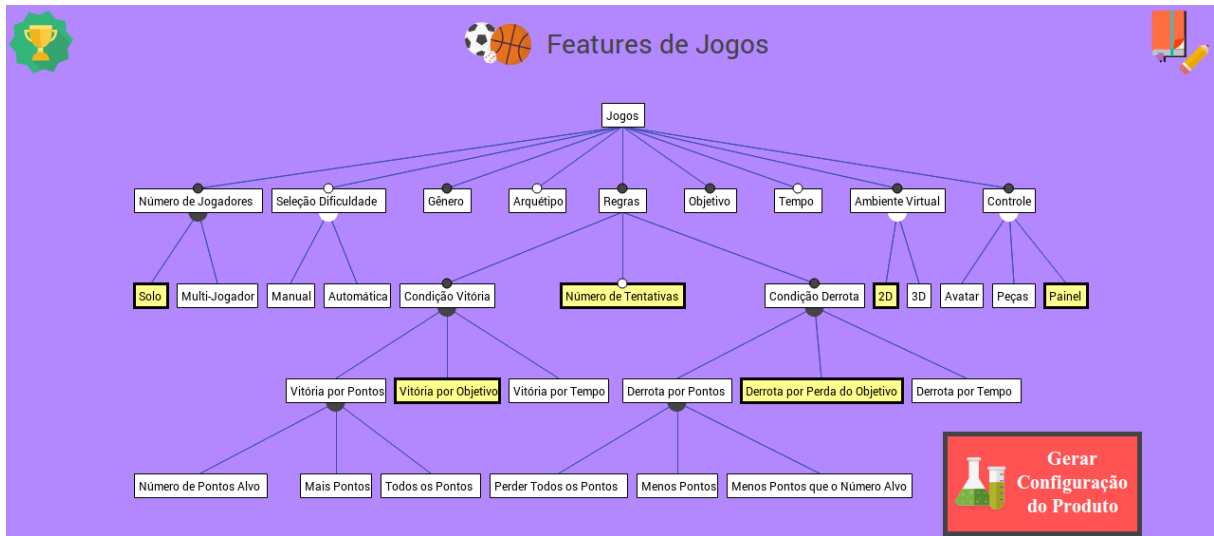 Features de Jogos
Jogos
Número de Jogadores
Seleção Dificuldade
Gênero
Arquétipo
Regras
Objetivo
Tempo
Ambiente Virtual
Controle
Solo
Multi-Jogador
Manual
Automática
Condição Vitória
Número de Tentativas
Condição Derrota
2D
3D
Avatar
Peças
Painel
Vitória por Pontos
Vitória por Objetivo
Vitória por Tempo
Derrota por Pontos
Derrota por Perda do Objetivo
Derrota por Tempo
Número de Pontos Alvo
Mais Pontos
Todos os Pontos
Perder Todos os Pontos
Menos Pontos
Menos Pontos que o Número Alvo
Gerar
Configuração
do Produto